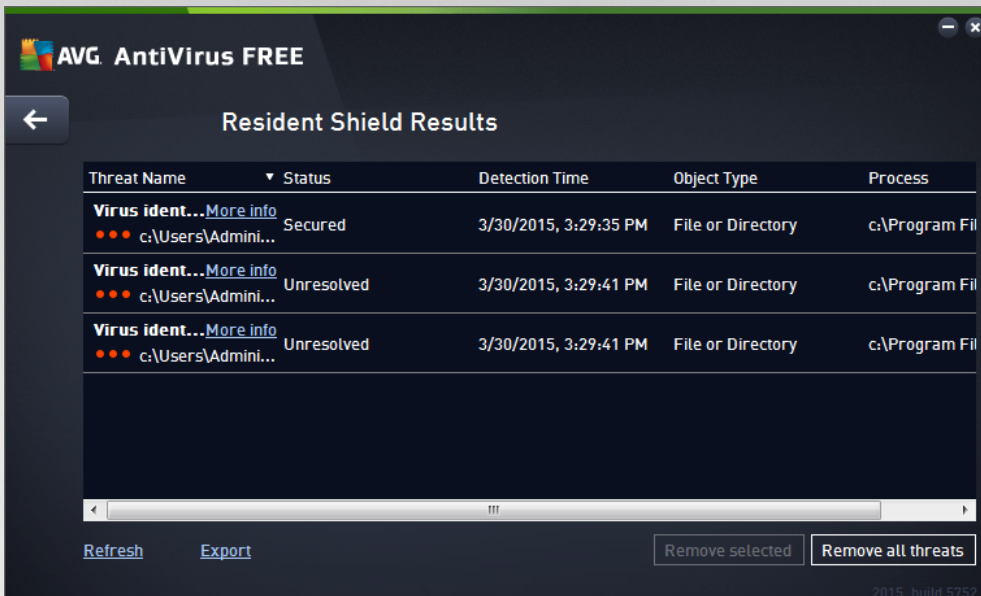 AVG. AntiVirus FREE
Resident Shield Results
Threat Name Status Detection Time Object Type Process
Virus ident...More info
c:\Users\Admini... Secured 3/30/2015, 3:29:35 PM File or Directory c:\Program Fil
Virus ident...More info
c:\Users\Admini... Unresolved 3/30/2015, 3:29:41 PM File or Directory c:\Program Fil
Virus ident...More info
c:\Users\Admini... Unresolved 3/30/2015, 3:29:41 PM File or Directory c:\Program Fil
Refresh Export Remove selected Remove all threats
2015, build 5752